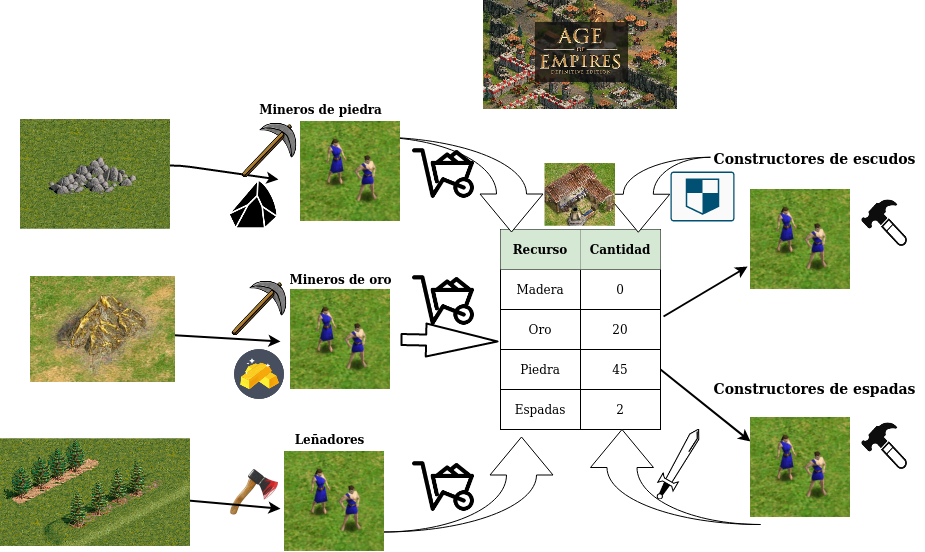 AGE
OF
EMPIRES
DEFINITIVE EDITION
Mineros de piedra
Constructores de escudos
Recurso Cantidad
Madera 0
Mineros de oro
Oro 20
Piedra 45
Constructores de espadas
Espadas 2
Leñadores